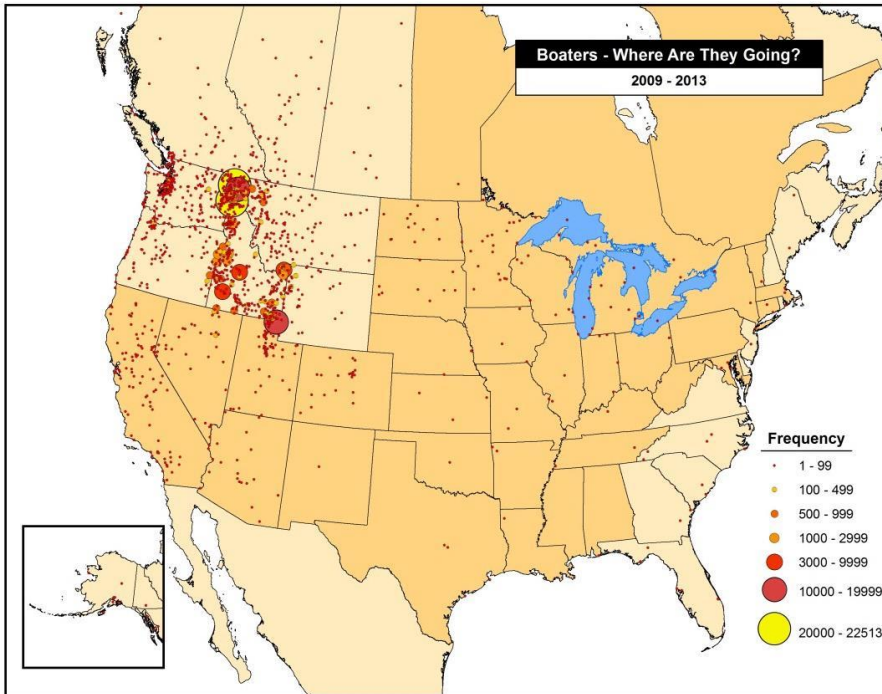 Boaters - Where Are They Going?
2009 - 2013
Frequency
1 - 99
100 - 499
500 - 999
1000 - 2999
3000 - 9999
10000 - 19999
20000 - 22513